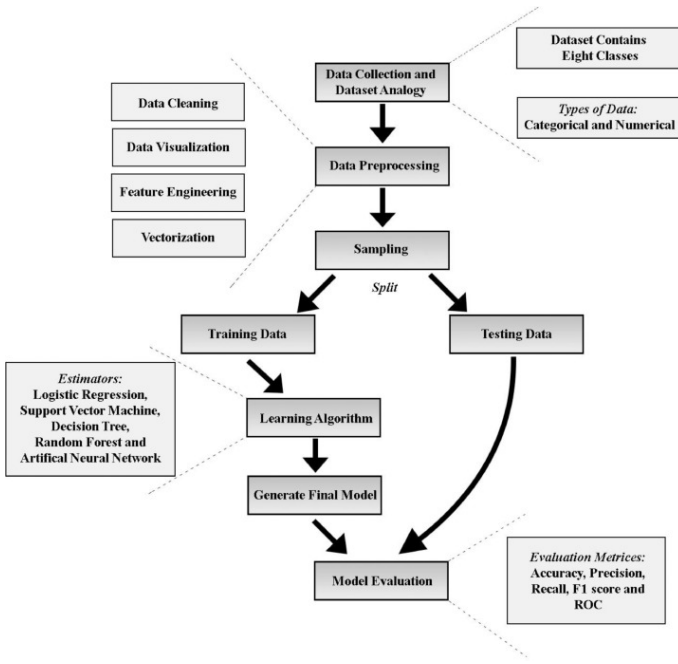 Dataset Contains
Eight Classes
Data Collection and
Dataset Analogy
Types of Data:
Categorical and Numerical
Data Cleaning
Data Visualization
Feature Engineering
Vectorization
Data Preprocessing
Sampling
Split
Training Data
Testing Data
Estimators:
Logistic Regression,
Support Vector Machine,
Decision Tree,
Random Forest and
Artifical Neural Network
Learning Algorithm
Generate Final Model
Model Evaluation
Evaluation Metrices:
Accuracy, Precision,
Recall, F1 score and
ROC